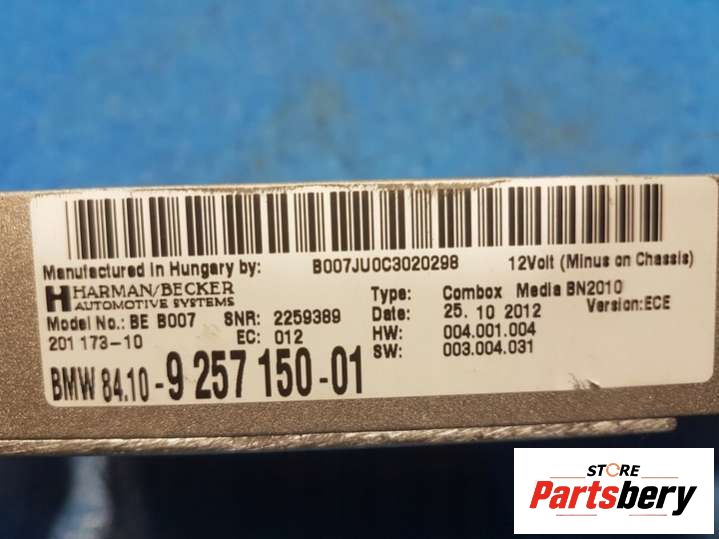 Manufactured in Hungary by: B007JU0C3020298 12Volt (Minus on Chassis)
HARMAN/BECKER
AUTOMOTIVE SYSTEMS
Type: Combox Media BN2010
Model No.: BE B007 SNR: 2259389 Date: 25. 10 2012 Version: ECE
201 173-10 EC: 012 HW: 004.001.004
SW: 003.004.031
BMW 84.10-9 257 150-01
STORE
Partsbery